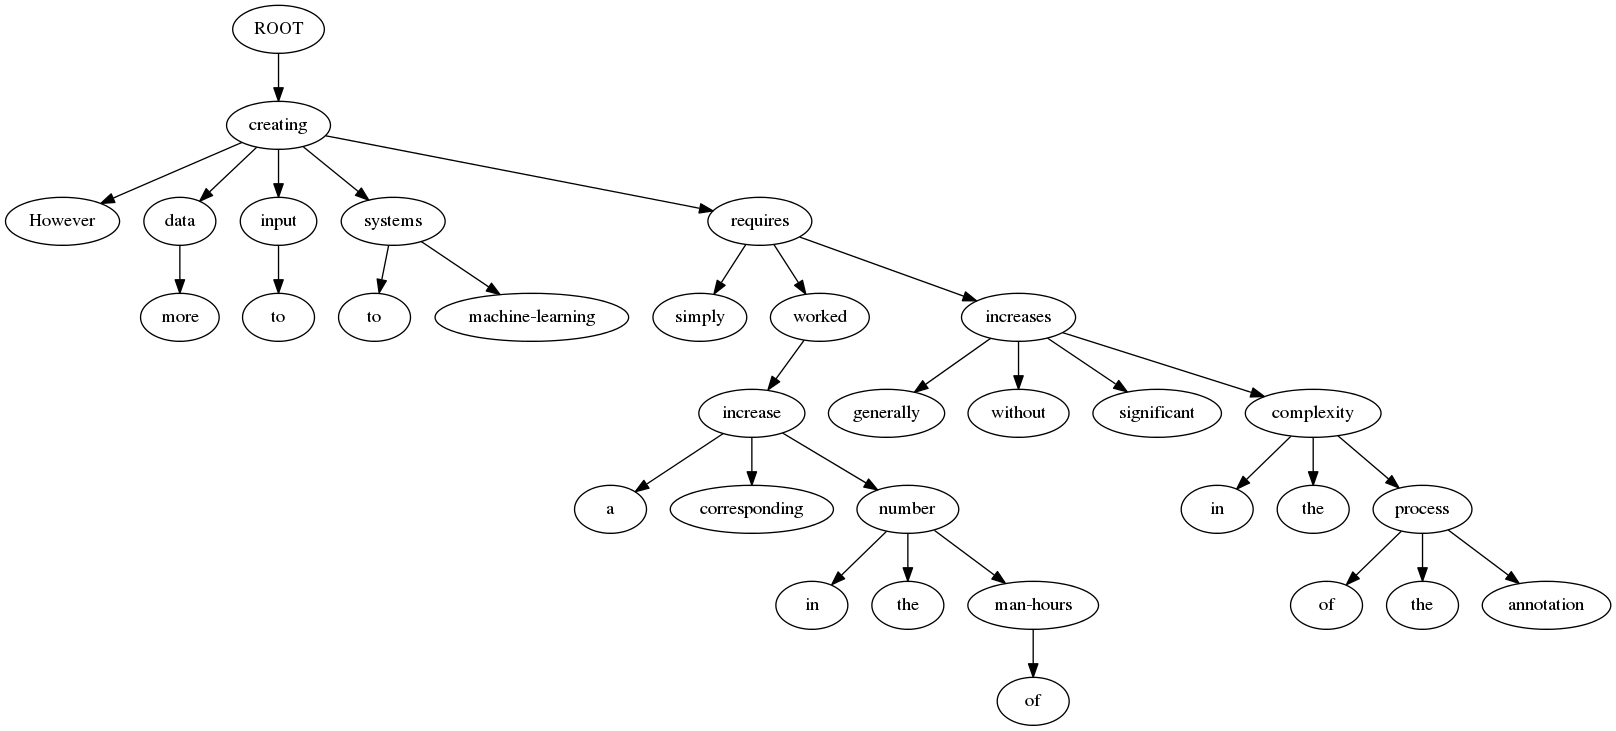 ROOT
creating
However data input systems requires
more to to machine-learning simply worked increases
increase generally without significant complexity
a corresponding number in the process
in the man-hours of the annotation
of